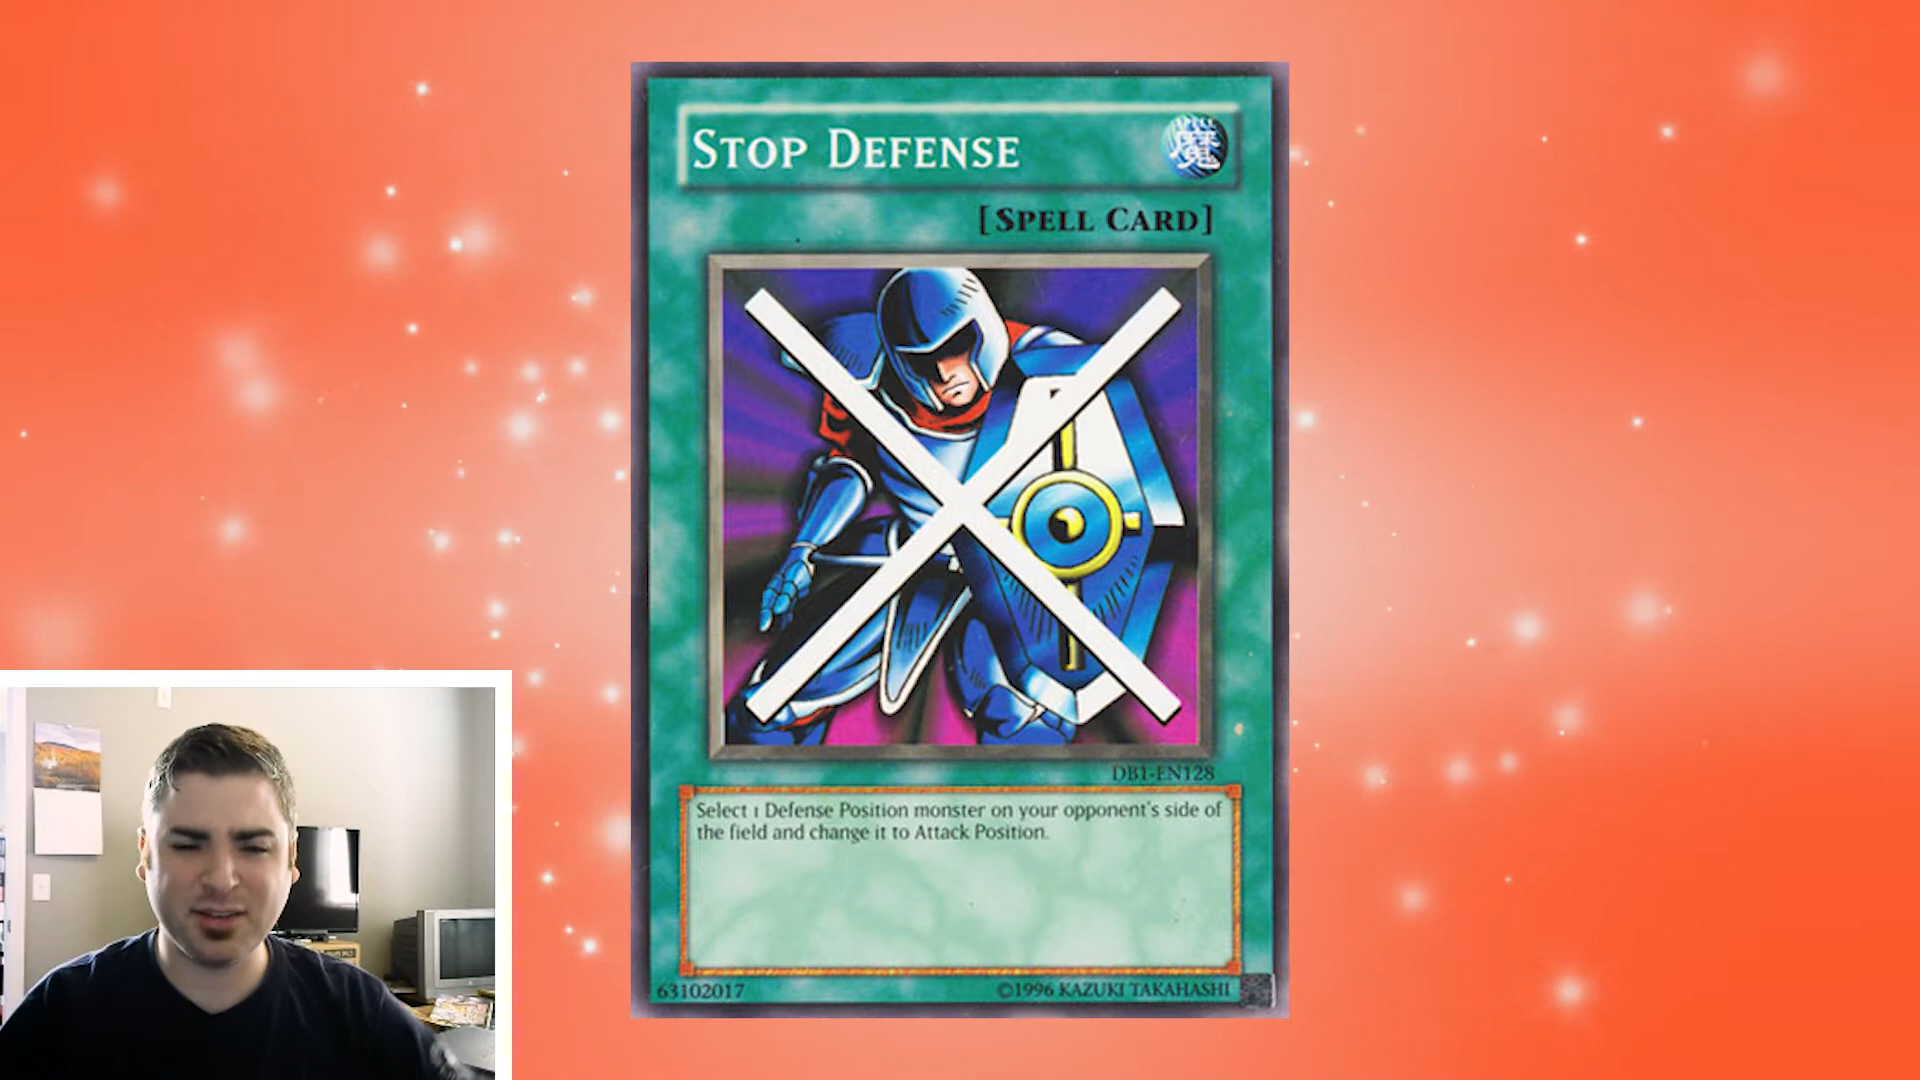 STOP DEFENSE
SPELL
魔
[SPELL CARD]
DB1-EN128
Select 1 Defense Position monster on your opponent's side of
the field and change it to Attack Position.
63102017
©1996 KAZUKI TAKAHASHI